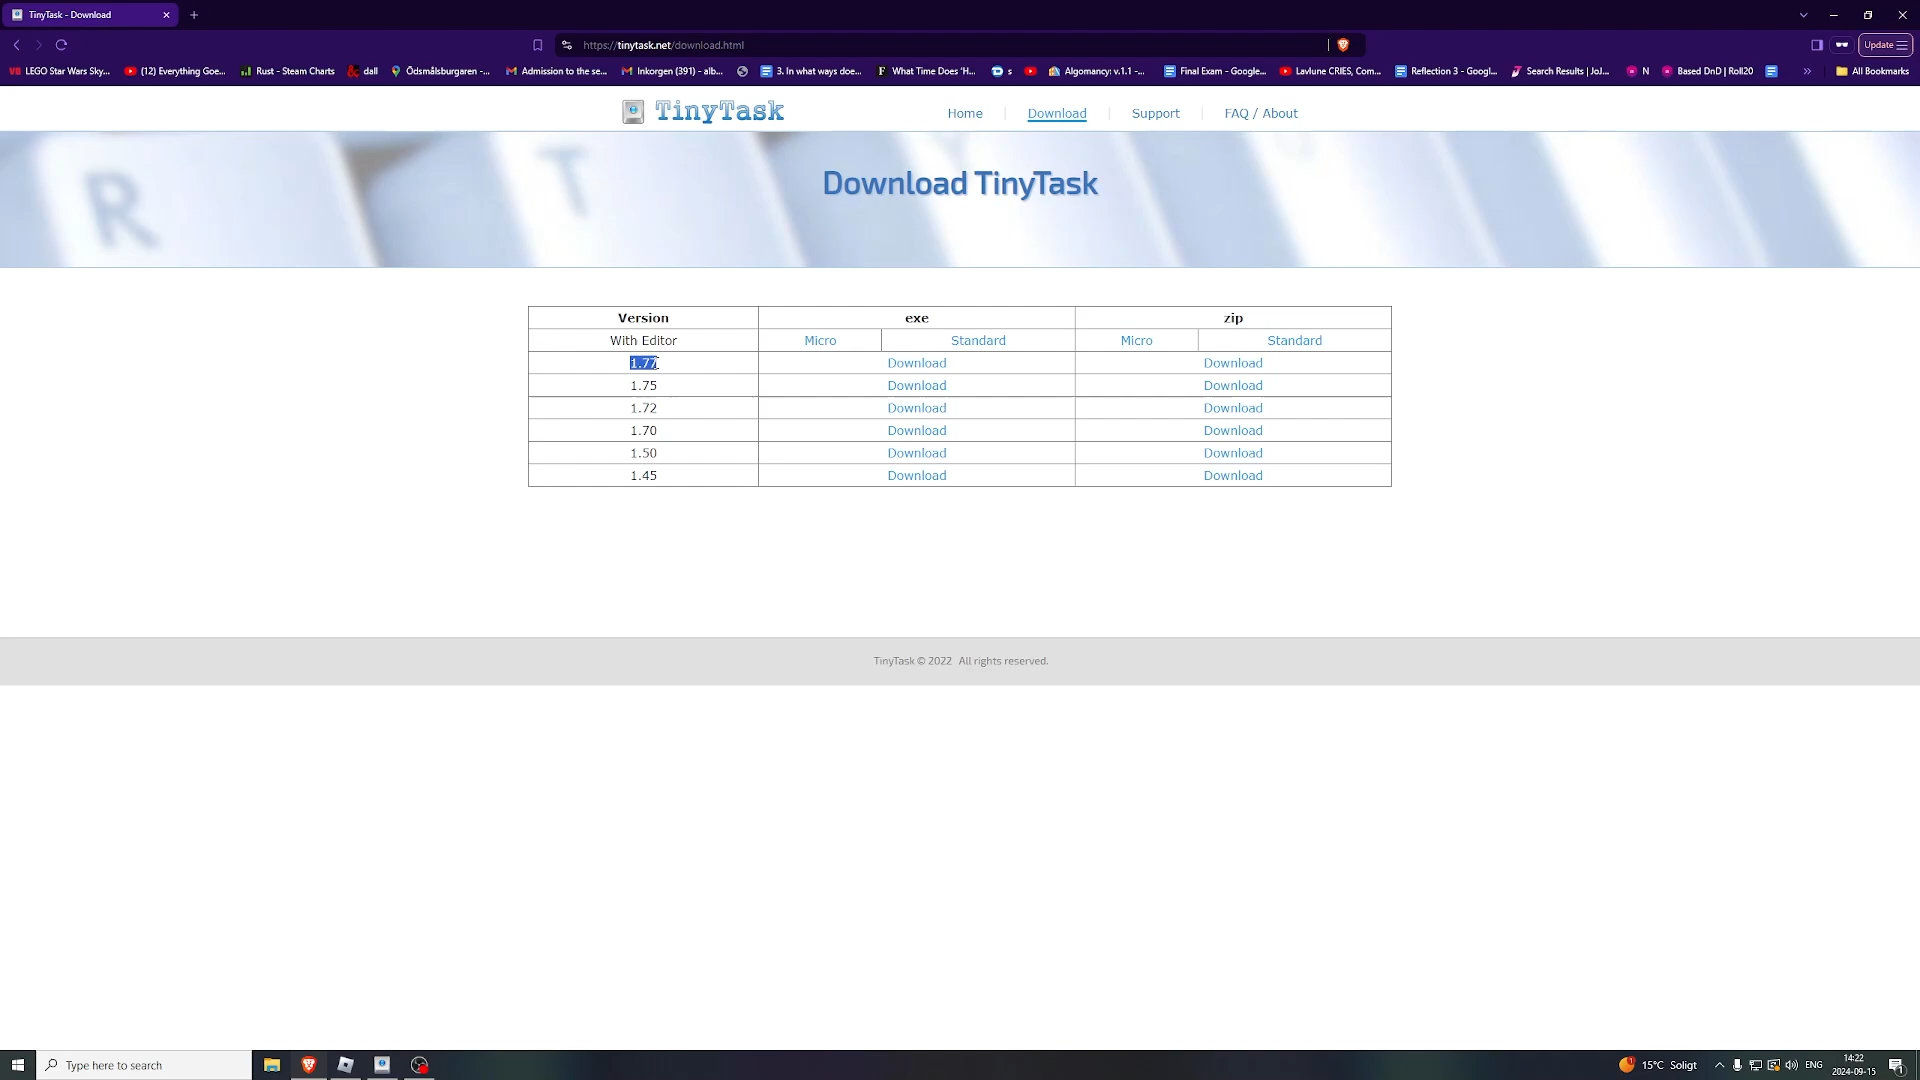 TinyTask - Download
https://tinytask.net/download.html
Update
LEGO Star Wars Sky... (12) Everything Goe... Rust - Steam Charts dall Ödsmålsburgaren -... Admission to the se... Inkorgen (391) - alb... 3. In what ways doe... What Time Does 'H... s Algomancy: v.1.1 -... Final Exam - Google... Lavlune CRIES, Com... Reflection 3 - Googl... Search Results | JoJ... N Based DnD | Roll20 » All Bookmarks
TinyTask Home Download Support FAQ / About
R T
Download TinyTask
Version exe zip
With Editor Micro Standard Micro Standard
1.77 Download Download
1.75 Download Download
1.72 Download Download
1.70 Download Download
1.50 Download Download
1.45 Download Download
TinyTask © 2022 All rights reserved.
Type here to search 15°C Soligt ENG 14:22
2024-09-15